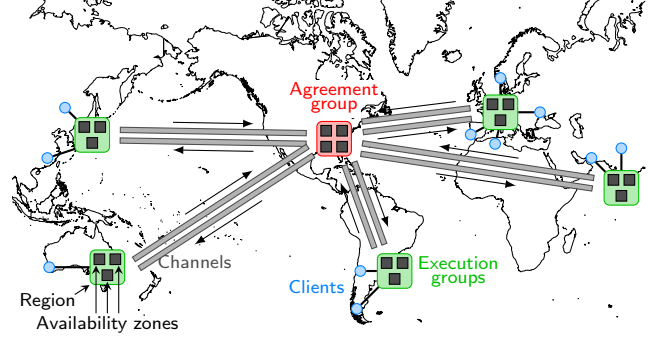 Agreement
group
Channels
Execution
groups
Clients
Region
Availability zones